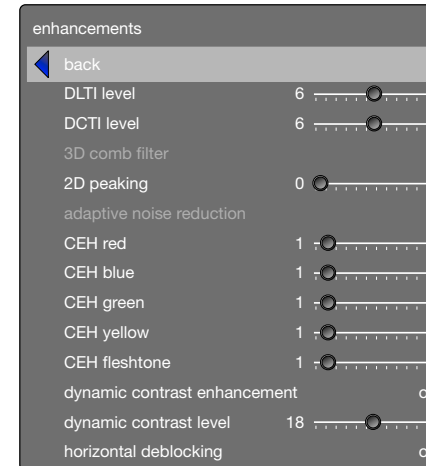 enhancements
back
DLTI level 6
DCTI level 6
3D comb filter
2D peaking 0
adaptive noise reduction
CEH red 1
CEH blue 1
CEH green 1
CEH yellow 1
CEH fleshtone 1
dynamic contrast enhancement
dynamic contrast level 18
horizontal deblocking